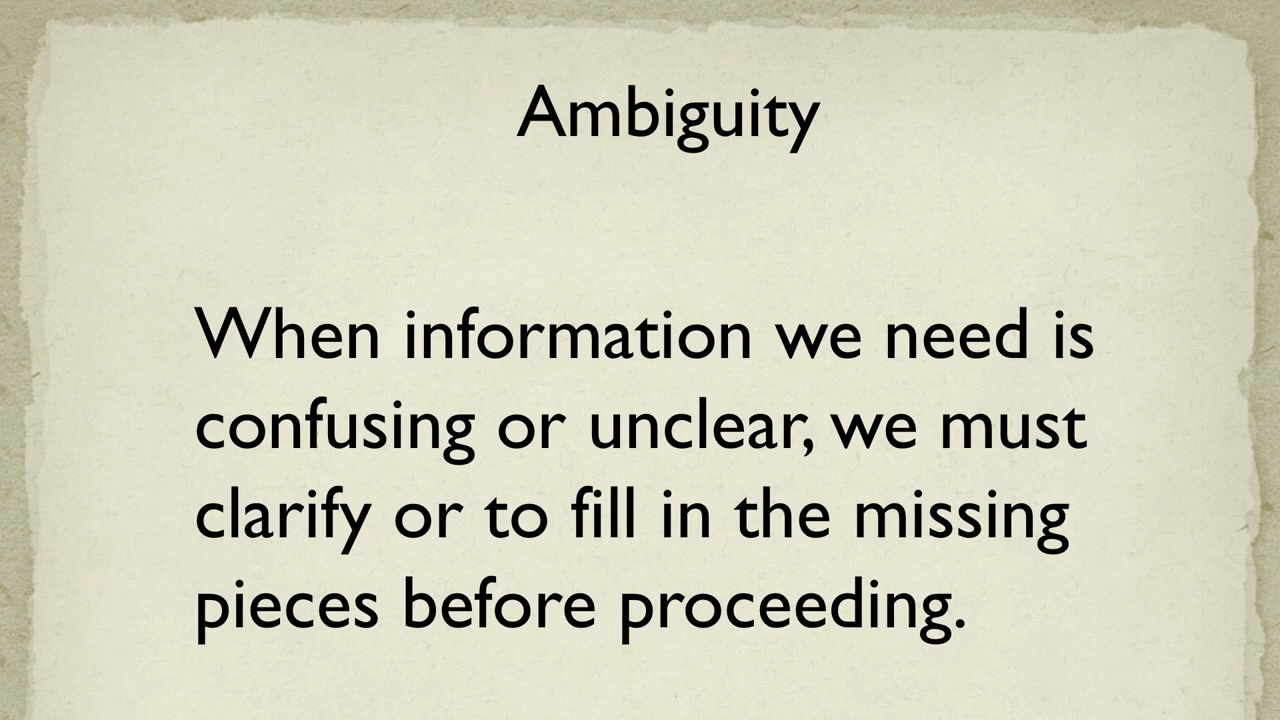 Ambiguity
When information we need is
confusing or unclear, we must
clarify or to fill in the missing
pieces before proceeding.